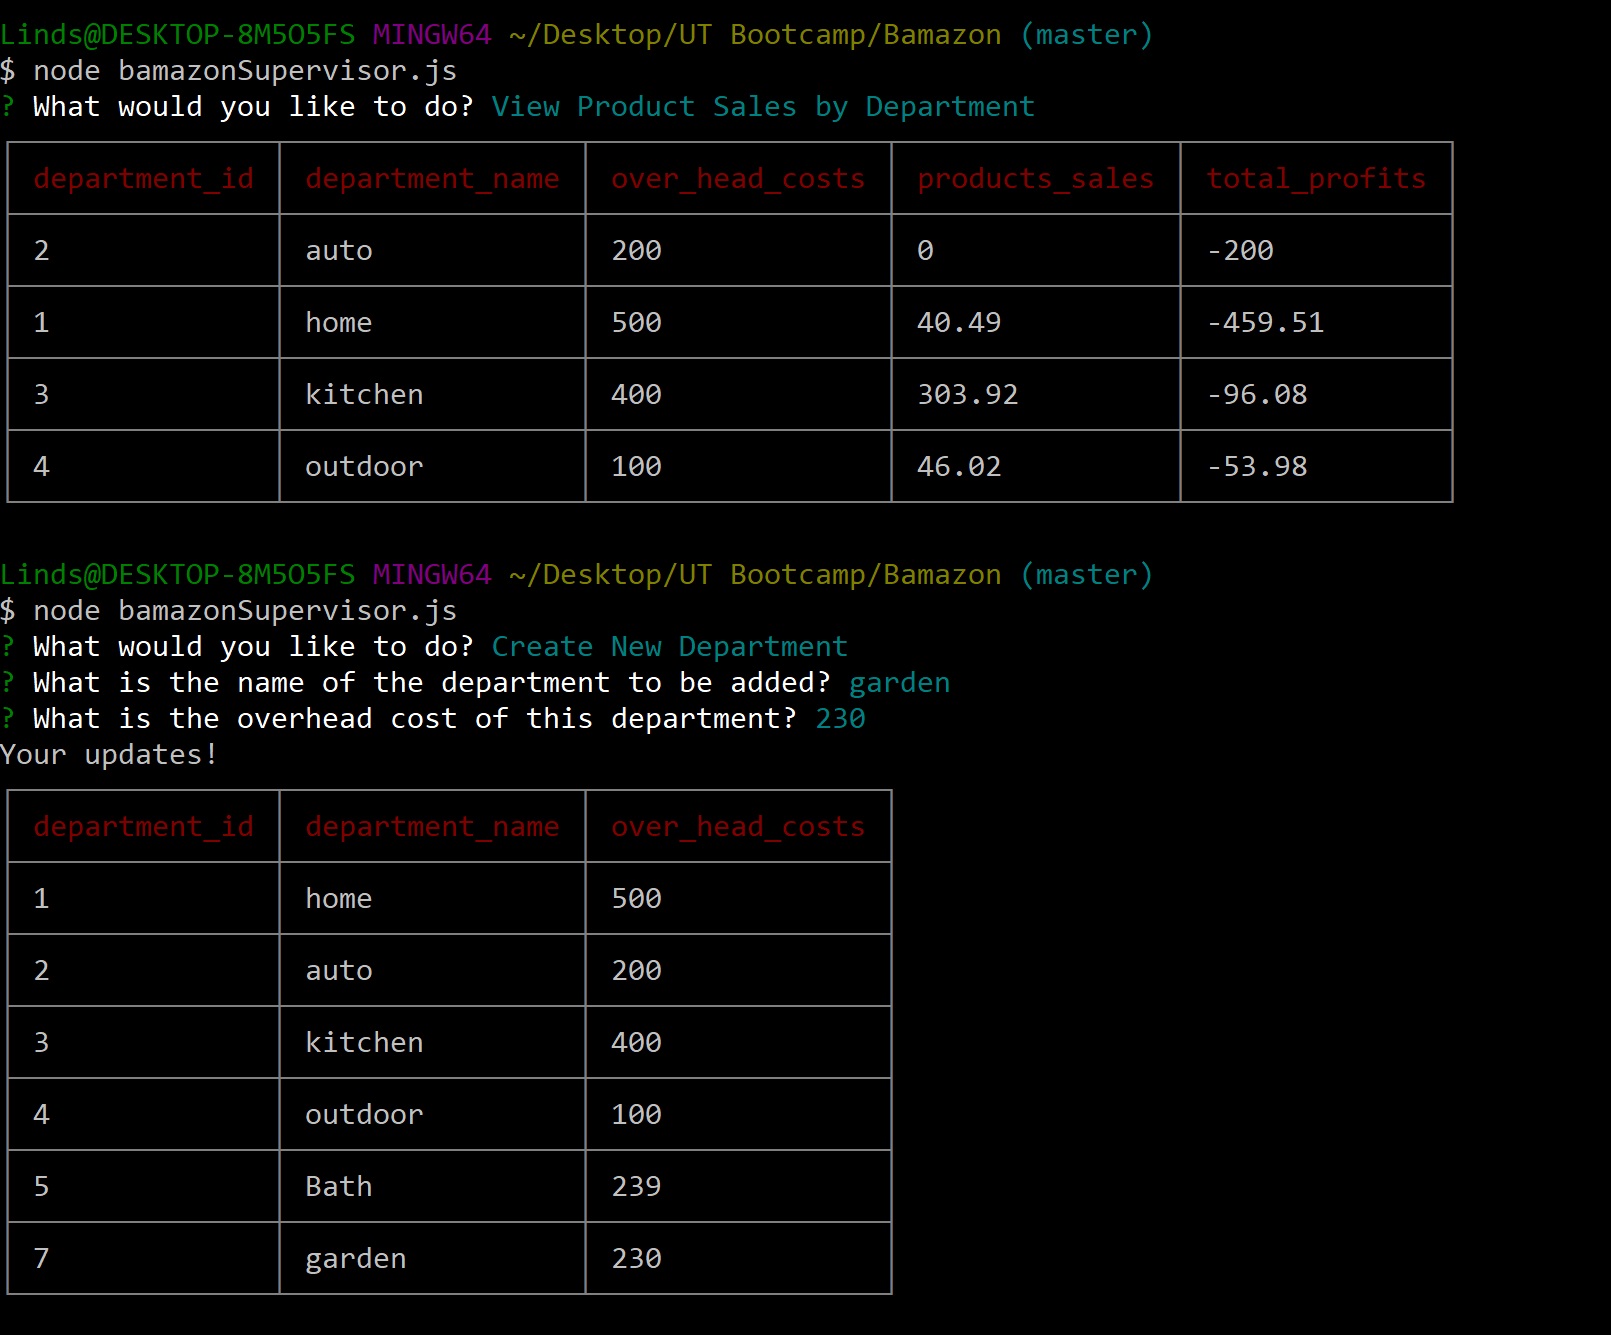 Linds@DESKTOP-8M5O5FS MINGW64 ~/Desktop/UT Bootcamp/Bamazon (master)
$ node bamazonSupervisor.js
? What would you like to do? View Product Sales by Department
department_id department_name over_head_costs products_sales total_profits
2 auto 200 0 -200
1 home 500 40.49 -459.51
3 kitchen 400 303.92 -96.08
4 outdoor 100 46.02 -53.98
Linds@DESKTOP-8M5O5FS MINGW64 ~/Desktop/UT Bootcamp/Bamazon (master)
$ node bamazonSupervisor.js
? What would you like to do? Create New Department
? What is the name of the department to be added? garden
? What is the overhead cost of this department? 230
Your updates!
department_id department_name over_head_costs
1 home 500
2 auto 200
3 kitchen 400
4 outdoor 100
5 Bath 239
7 garden 230